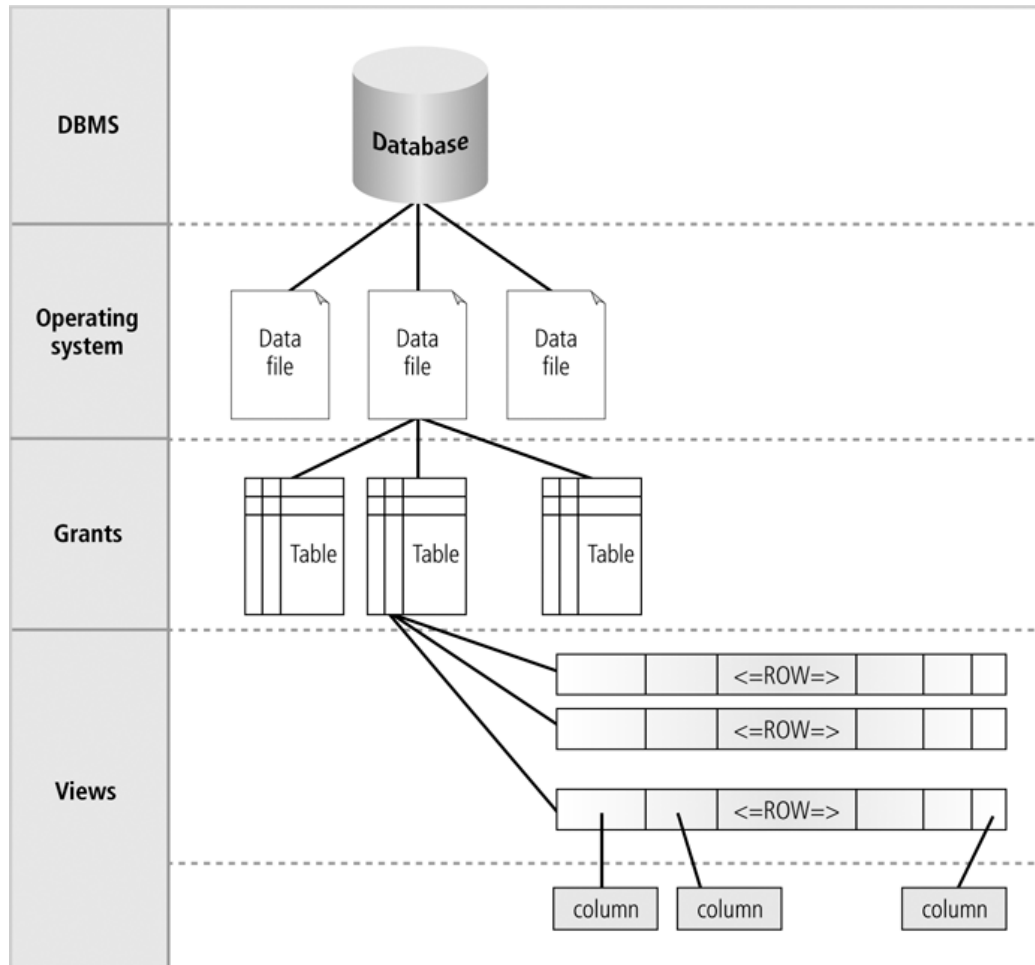 DBMS
Database
Operating
system
Data
file
Data
file
Data
file
Grants
Table
Table
Table
Views
<=ROW=>
<=ROW=>
<=ROW=>
column
column
column